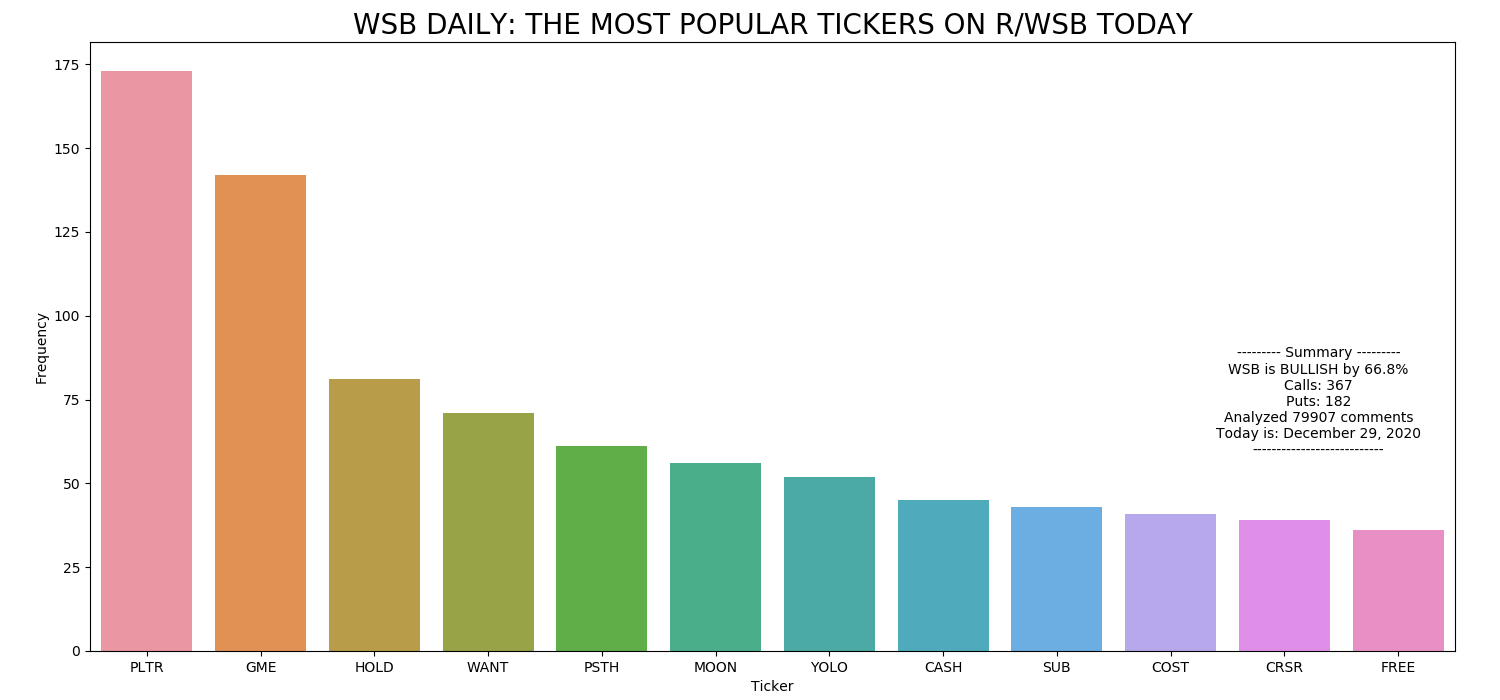 WSB DAILY: THE MOST POPULAR TICKERS ON R/WSB TODAY
175
150
125
100
75
50
25
0
Frequency
--------- Summary ---------
WSB is BULLISH by 66.8%
Calls: 367
Puts: 182
Analyzed 79907 comments
Today is: December 29, 2020
---------------------------
PLTR GME HOLD WANT PSTH MOON YOLO CASH SUB COST CRSR FREE
Ticker